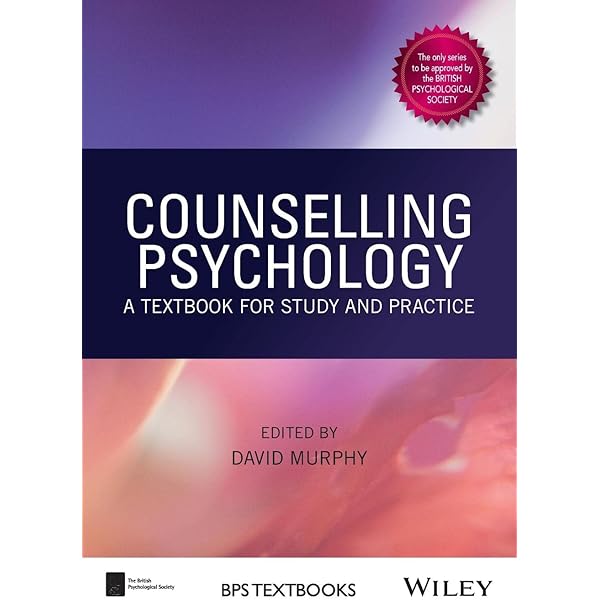 The only series
to be approved by
the BRITISH
PSYCHOLOGICAL
SOCIETY
COUNSELLING
PSYCHOLOGY
A TEXTBOOK FOR STUDY AND PRACTICE
EDITED BY
DAVID MURPHY
The British
Psychological Society
BPS TEXTBOOKS
WILEY